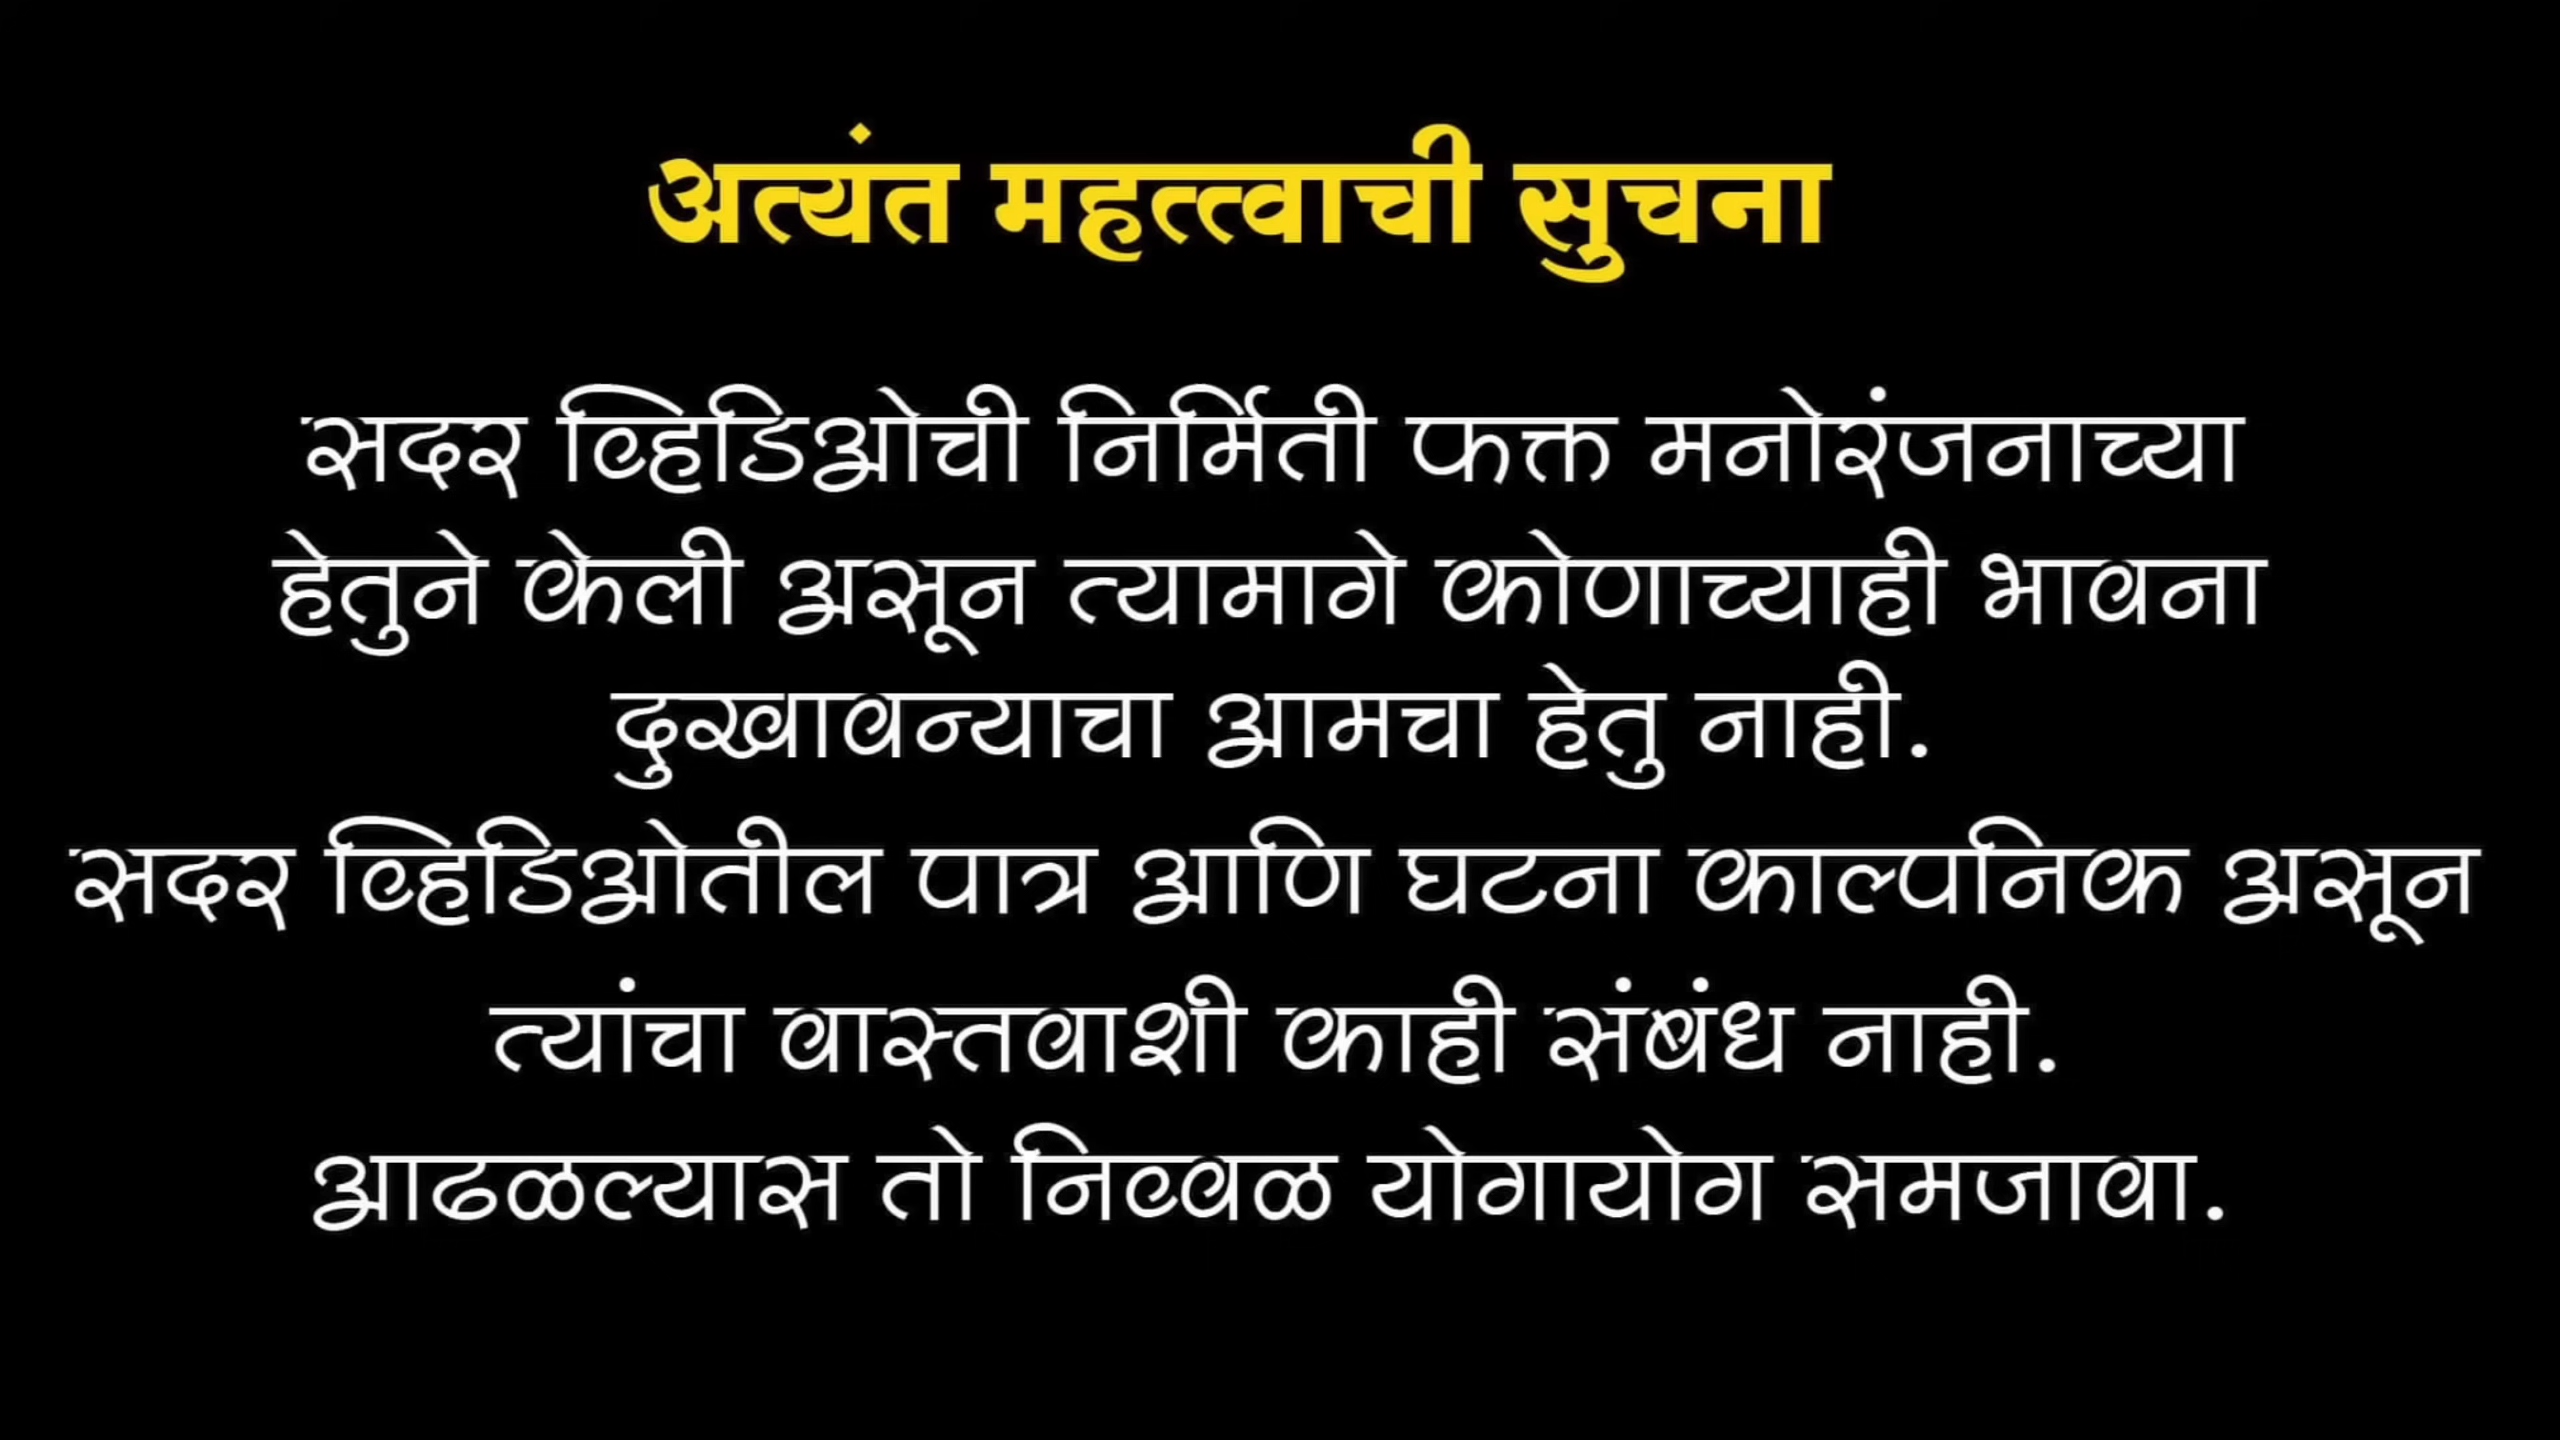 अत्यंत महत्त्वाची सुचना
सदर व्हिडिओची निर्मिती फक्त मनोरंजनाच्या
हेतुने केली असून त्यामागे कोणाच्याही भावना
दुखावन्याचा आमचा हेतु नाही.
सदर व्हिडिओतील पात्र आणि घटना काल्पनिक असून
त्यांचा वास्तवाशी काही संबंध नाही.
आढळल्यास तो निव्वळ योगायोग समजावा.